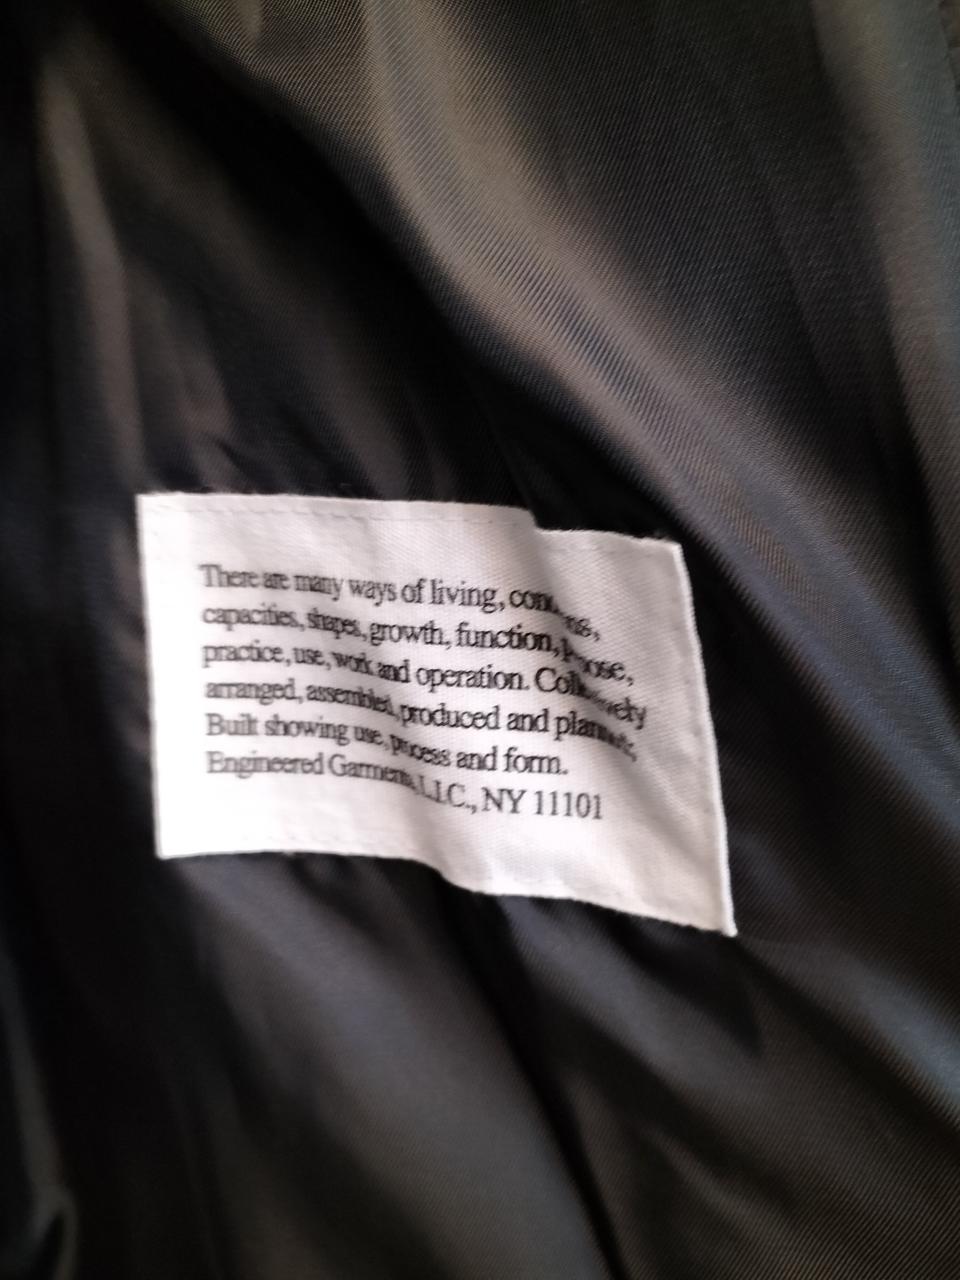 There are many ways of living,
capacities, shapes, growth, function,
practice, use, work and operation. Collectively
arranged, assembled, produced and
Built showing use, process and form.
Engineered Garments, L.I.C., NY 11101